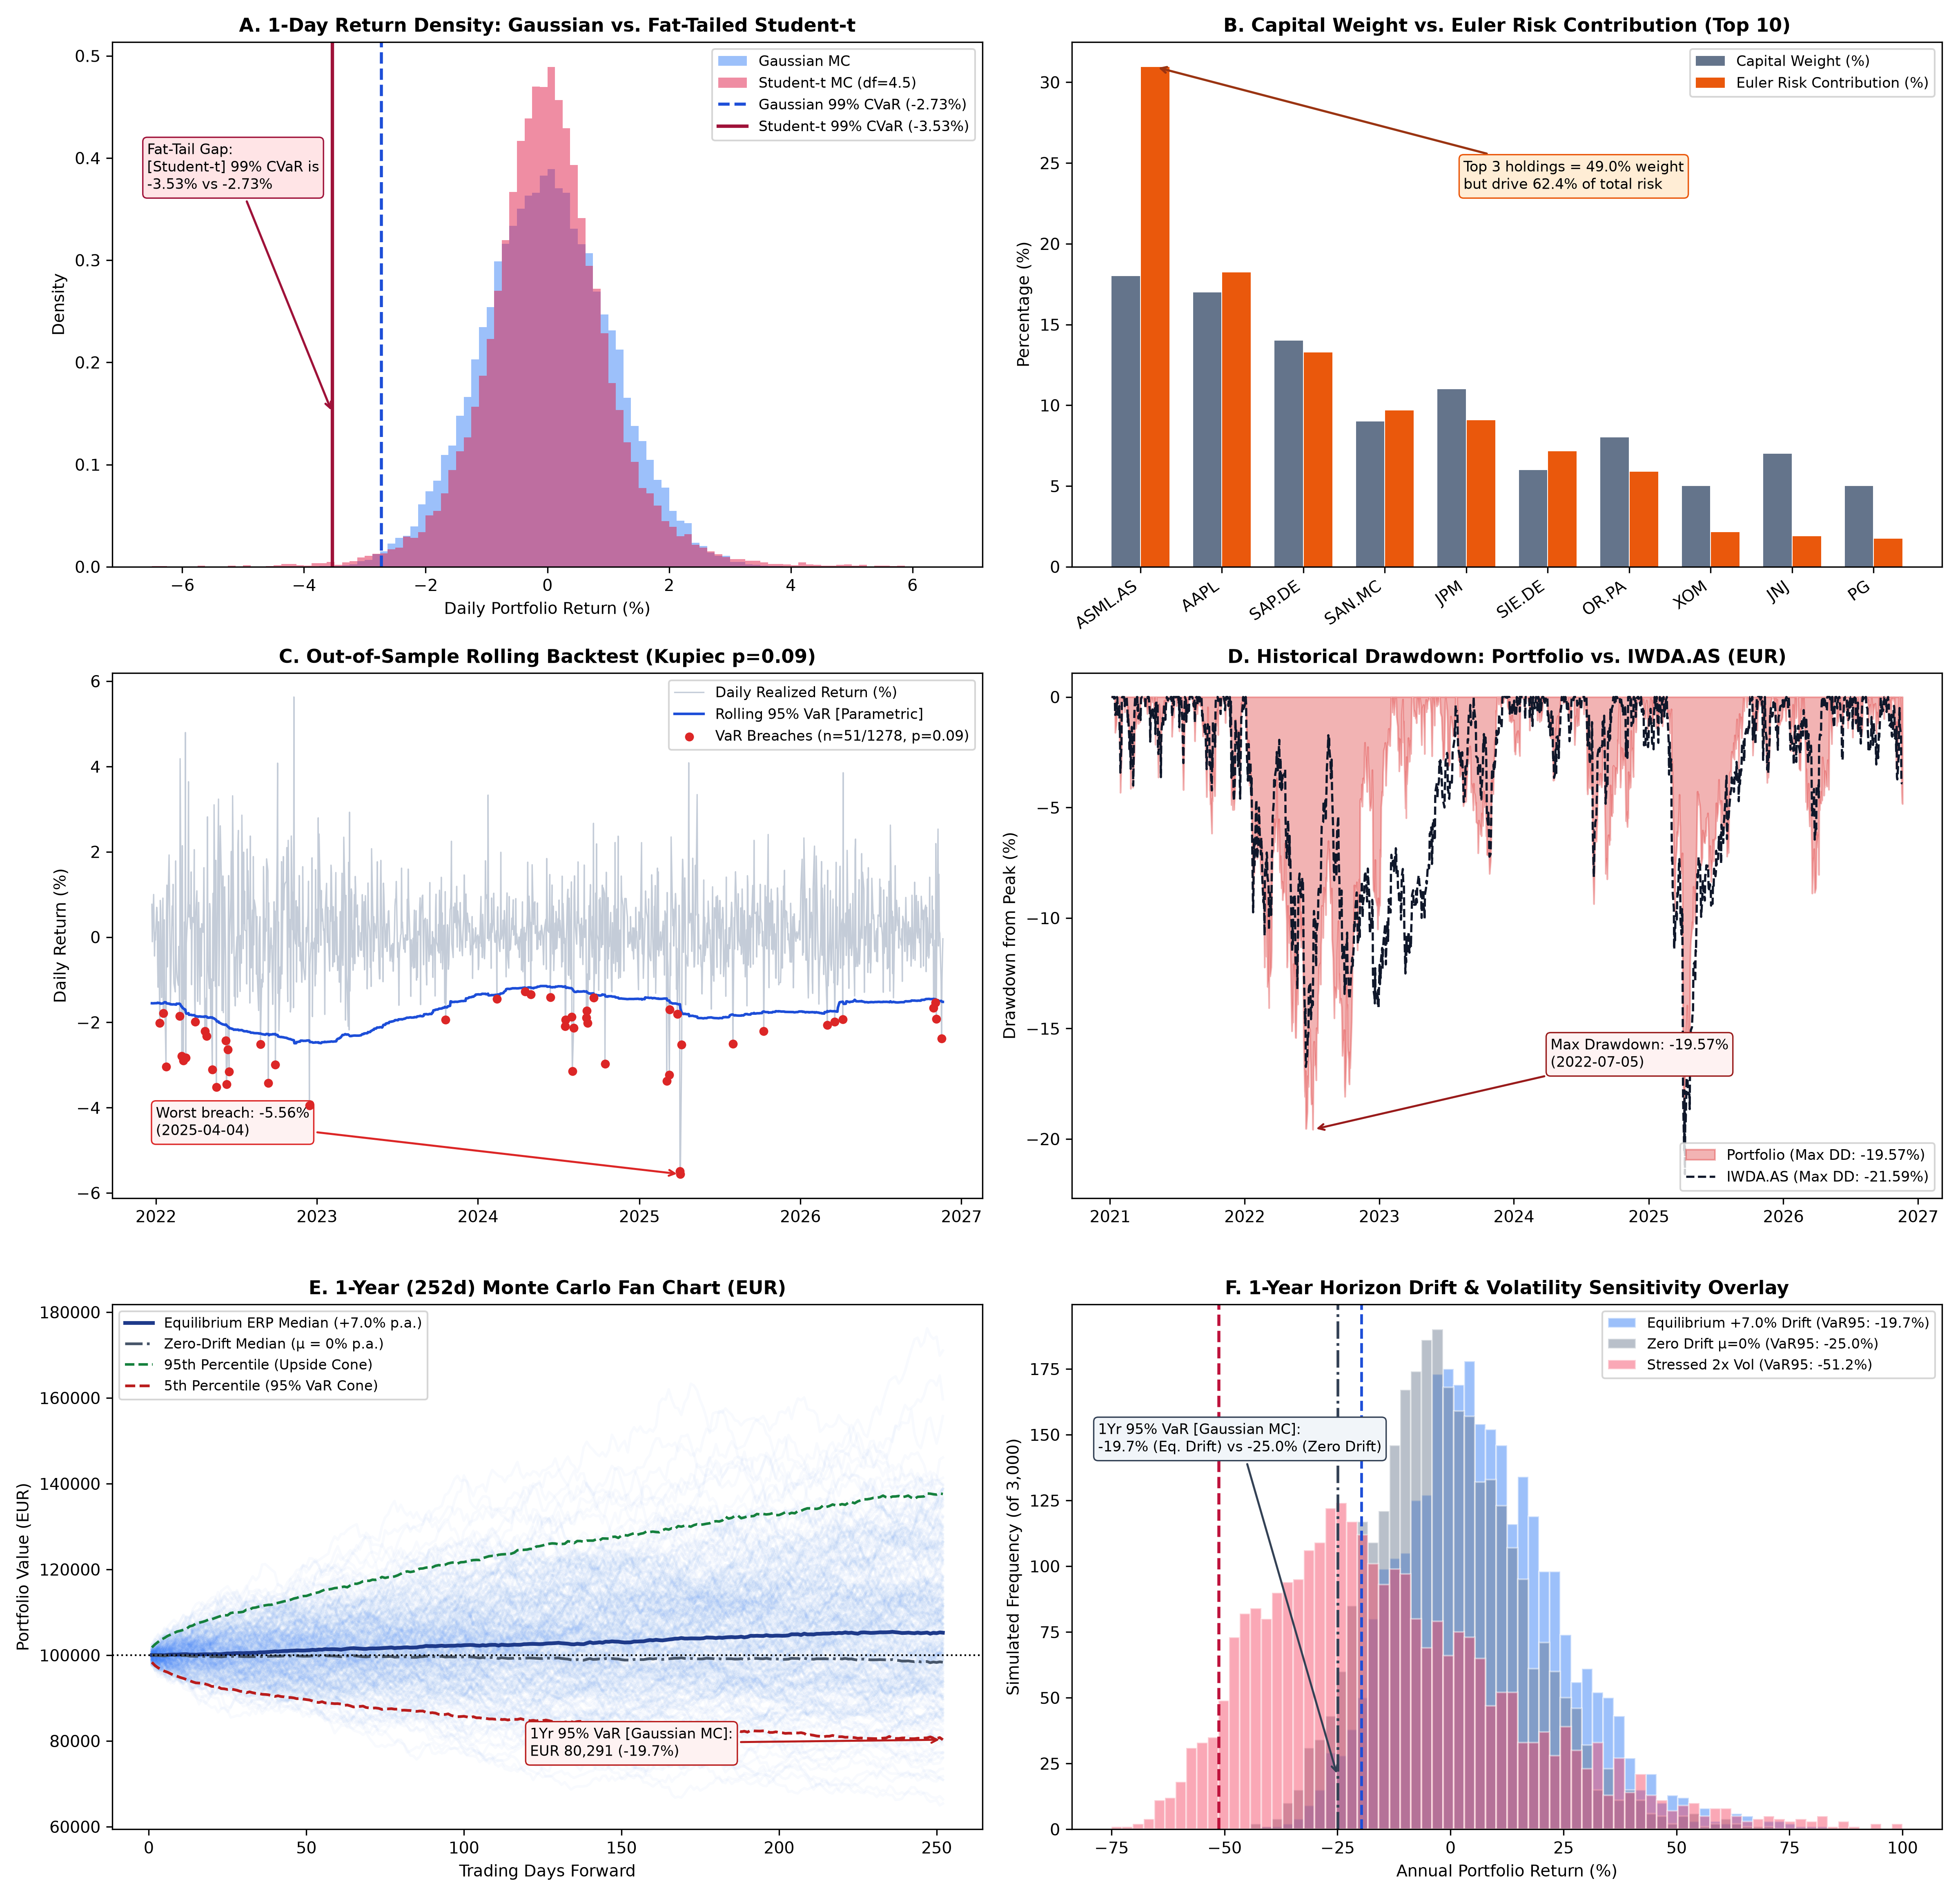 A. 1-Day Return Density: Gaussian vs. Fat-Tailed Student-t
Gaussian MC
Student-t MC (df=4.5)
Gaussian 99% CVaR (-2.73%)
Student-t 99% CVaR (-3.53%)
Fat-Tail Gap:
[Student-t] 99% CVaR is
-3.53% vs -2.73%
Density
0.5
0.4
0.3
0.2
0.1
0.0
−6
−4
−2
0
2
4
6
Daily Portfolio Return (%)
B. Capital Weight vs. Euler Risk Contribution (Top 10)
Capital Weight (%)
Euler Risk Contribution (%)
Top 3 holdings = 49.0% weight
but drive 62.4% of total risk
Percentage (%)
30
25
20
15
10
5
0
ASML.AS
AAPL
SAP.DE
SAN.MC
JPM
SIE.DE
OR.PA
XOM
JNJ
PG
C. Out-of-Sample Rolling Backtest (Kupiec p=0.09)
Daily Realized Return (%)
Rolling 95% VaR [Parametric]
VaR Breaches (n=51/1278, p=0.09)
Worst breach: -5.56%
(2025-04-04)
Daily Return (%)
6
4
2
0
−2
−4
−6
2022
2023
2024
2025
2026
2027
D. Historical Drawdown: Portfolio vs. IWDA.AS (EUR)
Max Drawdown: -19.57%
(2022-07-05)
Portfolio (Max DD: -19.57%)
IWDA.AS (Max DD: -21.59%)
Drawdown from Peak (%)
0
−5
−10
−15
−20
2021
2022
2023
2024
2025
2026
2027
E. 1-Year (252d) Monte Carlo Fan Chart (EUR)
Equilibrium ERP Median (+7.0% p.a.)
Zero-Drift Median (μ = 0% p.a.)
95th Percentile (Upside Cone)
5th Percentile (95% VaR Cone)
1Yr 95% VaR [Gaussian MC]:
EUR 80,291 (-19.7%)
Portfolio Value (EUR)
180000
160000
140000
120000
100000
80000
60000
0
50
100
150
200
250
Trading Days Forward
F. 1-Year Horizon Drift & Volatility Sensitivity Overlay
Equilibrium +7.0% Drift (VaR95: -19.7%)
Zero Drift μ=0% (VaR95: -25.0%)
Stressed 2x Vol (VaR95: -51.2%)
1Yr 95% VaR [Gaussian MC]:
-19.7% (Eq. Drift) vs -25.0% (Zero Drift)
Simulated Frequency (of 3,000)
175
150
125
100
75
50
25
0
−75
−50
−25
0
25
50
75
100
Annual Portfolio Return (%)